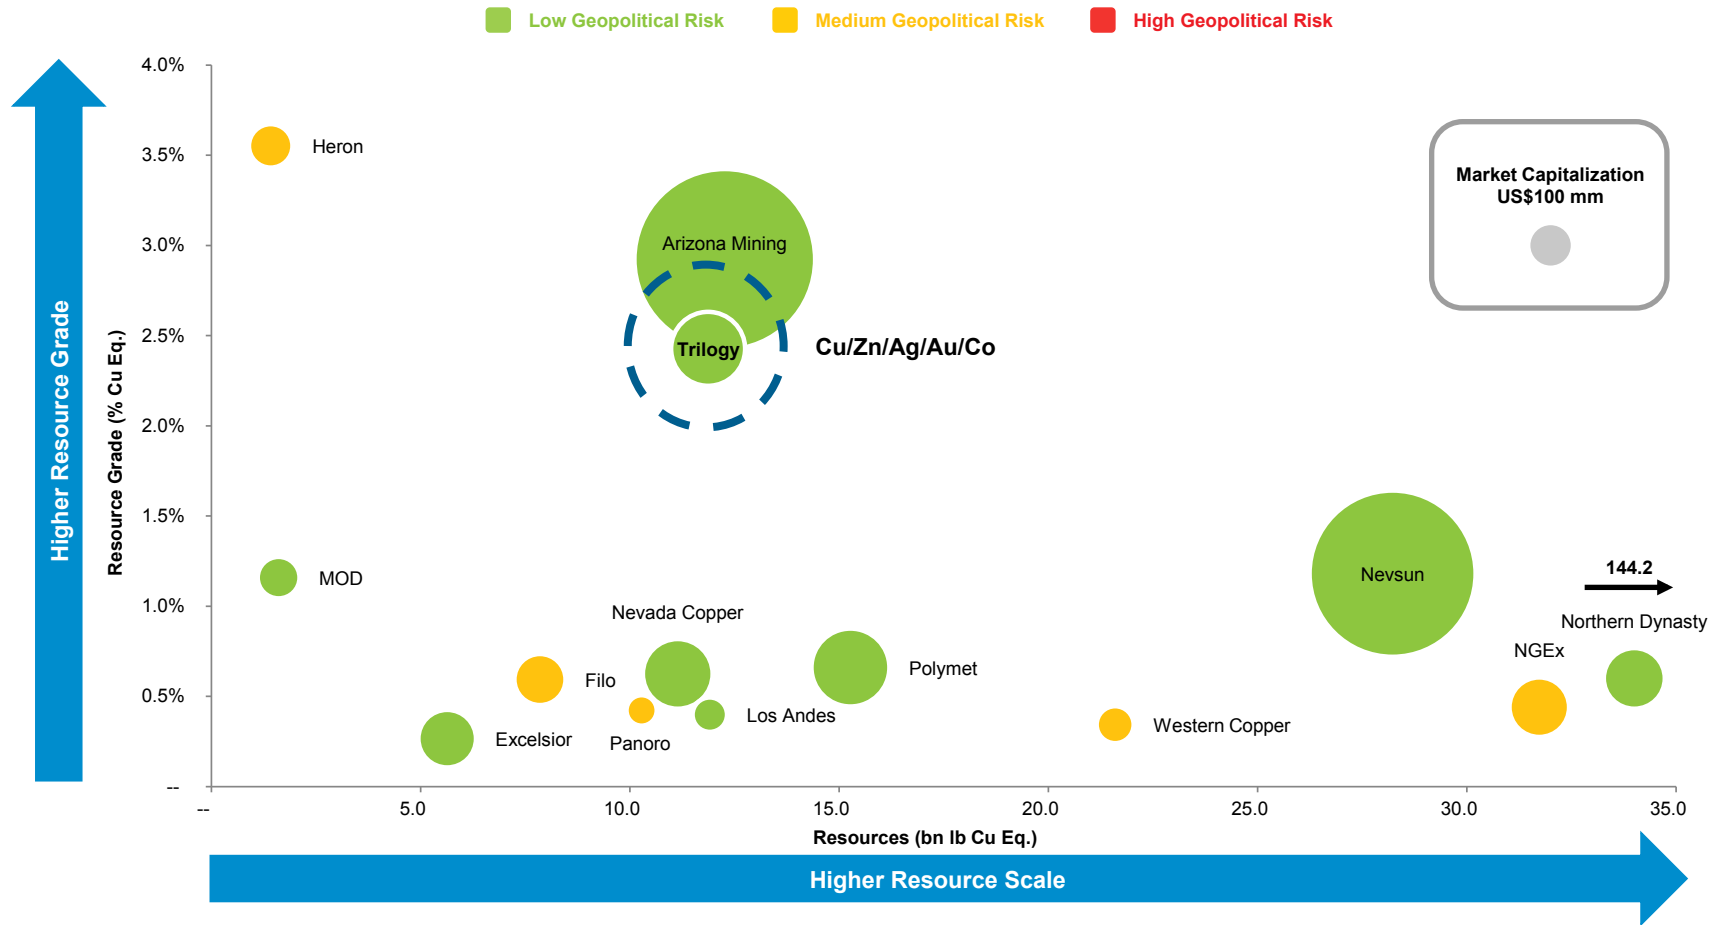 Low Geopolitical Risk
Medium Geopolitical Risk
High Geopolitical Risk
Higher Resource Grade
Resource Grade (% Cu Eq.)
4.0%
3.5%
3.0%
2.5%
2.0%
1.5%
1.0%
0.5%
--
Heron
Arizona Mining
Trilogy
Cu/Zn/Ag/Au/Co
Market Capitalization
US$100 mm
MOD
Nevada Copper
Nevsun
144.2
Northern Dynasty
NGEx
Filo
Polymet
Excelsior
Panoro
Los Andes
Western Copper
--
5.0
10.0
15.0
20.0
25.0
30.0
35.0
Resources (bn lb Cu Eq.)
Higher Resource Scale